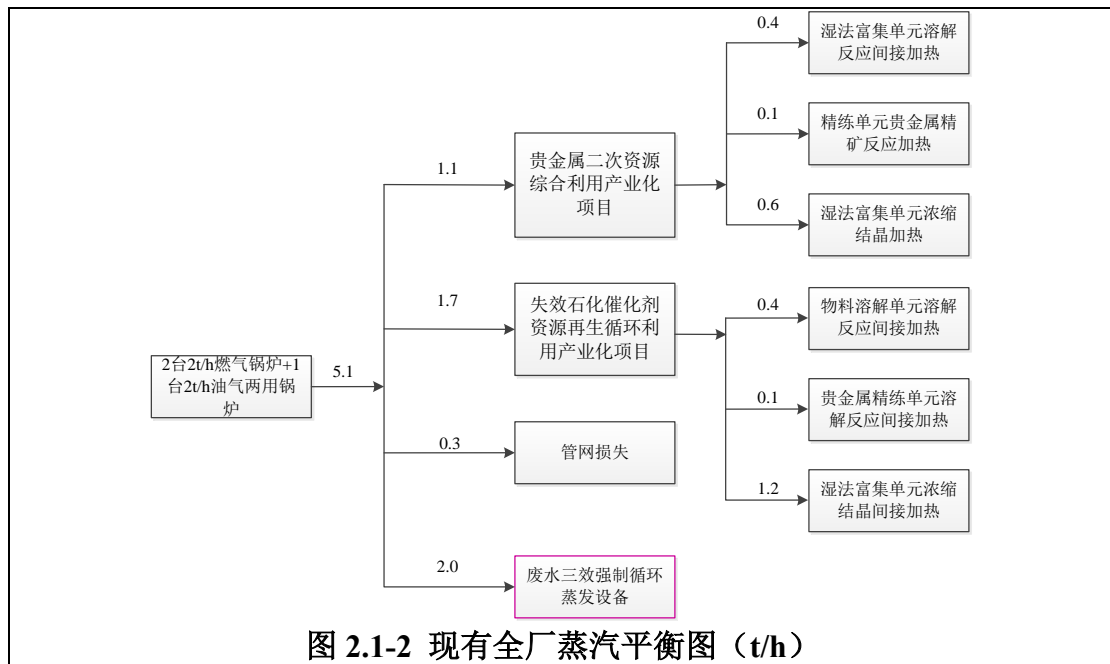 0.4
湿法富集单元溶解
反应间接加热
0.1
精练单元贵金属精
矿反应加热
1.1
贵金属二次资源
综合利用产业化
项目
0.6
湿法富集单元浓缩
结晶加热
1.7
失效石化催化剂
资源再生循环利
用产业化项目
0.4
物料溶解单元溶解
反应间接加热
2台2t/h燃气锅炉+1
台2t/h油气两用锅
炉
5.1
0.1
贵金属精练单元溶
解反应间接加热
0.3
管网损失
1.2
湿法富集单元浓缩
结晶间接加热
2.0
废水三效强制循环
蒸发设备
图 2.1-2 现有全厂蒸汽平衡图（t/h）